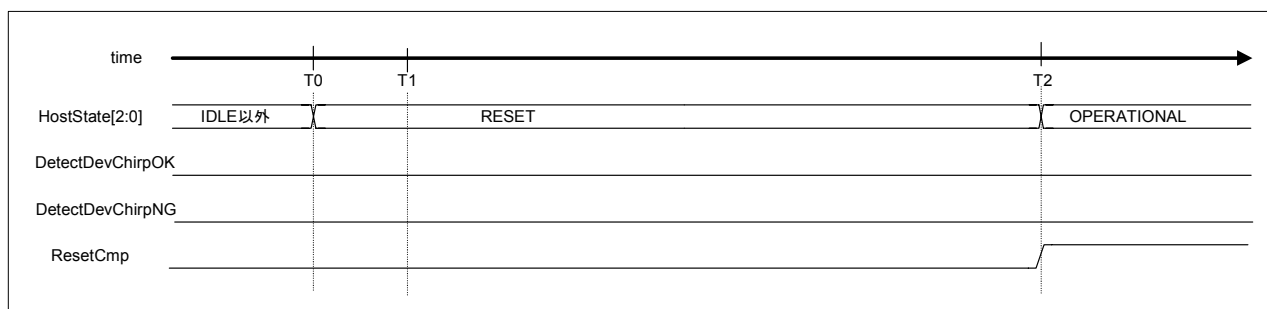 time
T0 T1 T2
HostState[2:0] IDLE以外 RESET OPERATIONAL
DetectDevChirpOK
DetectDevChirpNG
ResetCmp